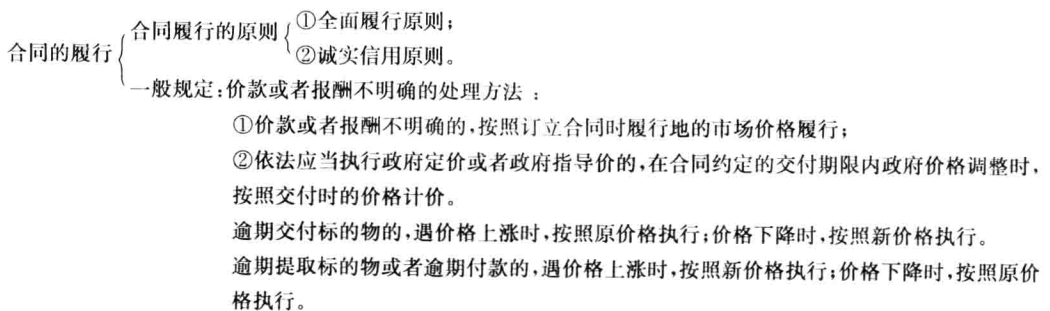 合同的履行
合同履行的原则
①全面履行原则；
②诚实信用原则。
一般规定:价款或者报酬不明确的处理方法：
①价款或者报酬不明确的,按照订立合同时履行地的市场价格履行；
②依法应当执行政府定价或者政府指导价的,在合同约定的交付期限内政府价格调整时,
按照交付时的价格计价。
逾期交付标的物的,遇价格上涨时,按照原价格执行;价格下降时,按照新价格执行。
逾期提取标的物或者逾期付款的,遇价格上涨时,按照新价格执行;价格下降时,按照原价
格执行。